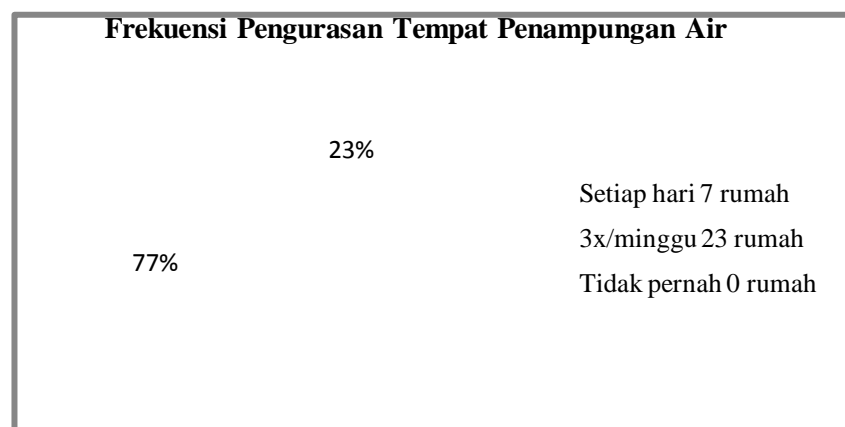 Frekuensi Pengurasan Tempat Penampungan Air
23%
77%
Setiap hari 7 rumah
3x/minggu 23 rumah
Tidak pernah 0 rumah